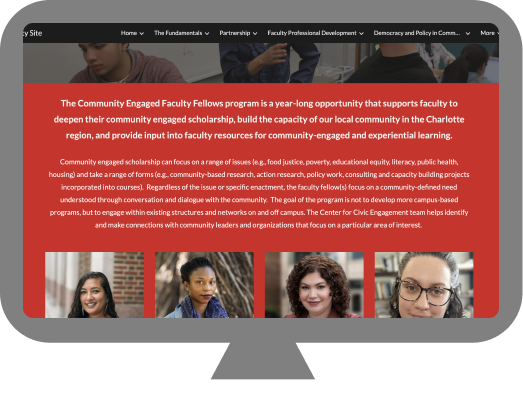 cy Site Home The Fundamentals Partnership Faculty Professional Development Democracy and Policy in Comm... More
The Community Engaged Faculty Fellows program is a year-long opportunity that supports faculty to
deepen their community engaged scholarship, build the capacity of our local community in the Charlotte
region, and provide input into faculty resources for community-engaged and experiential learning.
Community engaged scholarship can focus on a range of issues (e.g., food justice, poverty, educational equity, literacy, public health,
housing) and take a range of forms (e.g., community-based research, action research, policy work, consulting and capacity building projects
incorporated into courses). Regardless of the issue or specific enactment, the faculty fellow(s) focus on a community-defined need
understood through conversation and dialogue with the community. The goal of the program is not to develop more campus-based
programs, but to engage within existing structures and networks on and off campus. The Center for Civic Engagement team helps identify
and make connections with community leaders and organizations that focus on a particular area of interest.